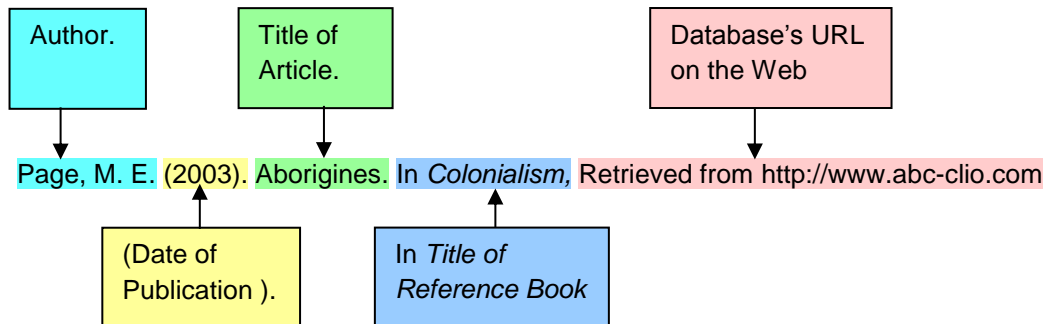 Author.
Title of
Article.
Database’s URL
on the Web
Page, M. E. (2003). Aborigines. In Colonialism, Retrieved from http://www.abc-clio.com
(Date of
Publication ).
In Title of
Reference Book